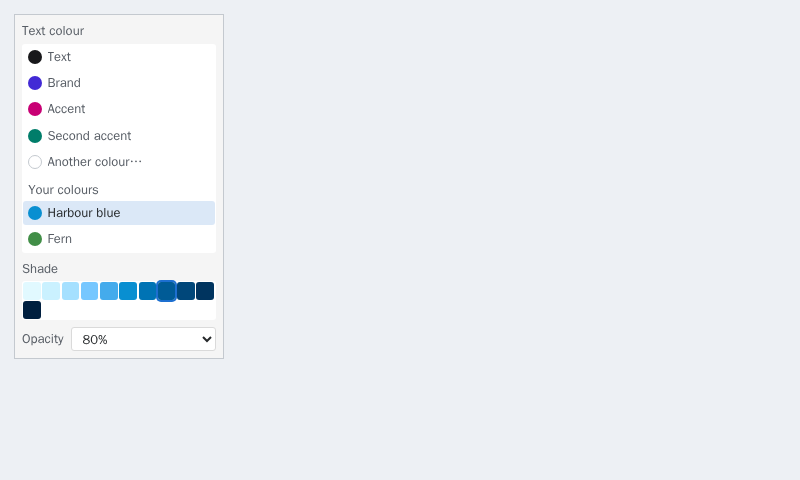 Text colour
Text
Brand
Accent
Second accent
Another colour⋯
Your colours
Harbour blue
Fern
Shade
Opacity 80%